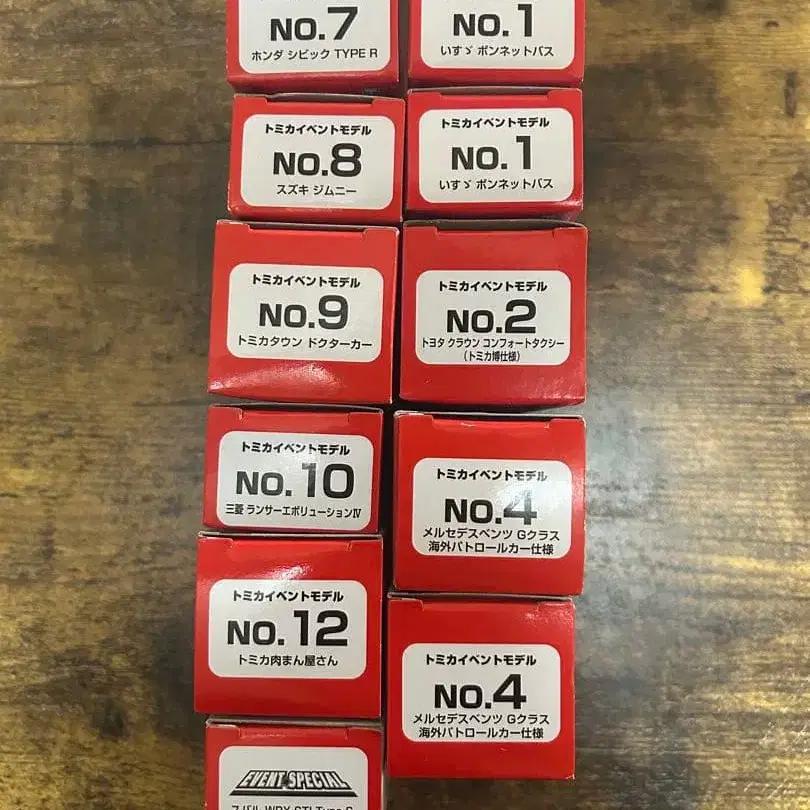 NO.7
ホンダ シビック TYPE R
トミカイベントモデル
NO.8
スズキ ジムニー
トミカイベントモデル
NO.9
トミカタウン ドクターカー
トミカイベントモデル
NO.10
三菱 ランサーエボリューションⅣ
トミカイベントモデル
NO.12
トミカ肉まん屋さん
EVENT SPECIAL
スバル WRX STI Type S
NO.1
いすゞ ボンネットバス
トミカイベントモデル
NO.1
いすゞ ボンネットバス
トミカイベントモデル
NO.2
トヨタ クラウン コンフォートタクシー
(トミカ博仕様)
トミカイベントモデル
NO.4
メルセデスベンツ Gクラス
海外パトロールカー仕様
トミカイベントモデル
NO.4
メルセデスベンツ Gクラス
海外パトロールカー仕様